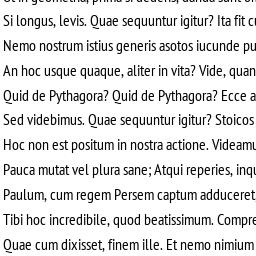 Si longus, levis. Quae sequuntur igitur? Ita fit
Nemo nostrum istius generis asotos iucunde
An hoc usque quaque, aliter in vita? Vide, quan
Quid de Pythagora? Quid de Pythagora? Ecce a
Sed videbimus. Quae sequuntur igitur? Stoicos
Hoc non est positum in nostra actione. Videamu
Pauca mutat vel plura sane; Atqui reperies, inqu
Paulum, cum regem Persem captum adduceret,
Tibi hoc incredibile, quod beatissimum. Compre
Quae cum dixisset, finem ille. Et nemo nimium